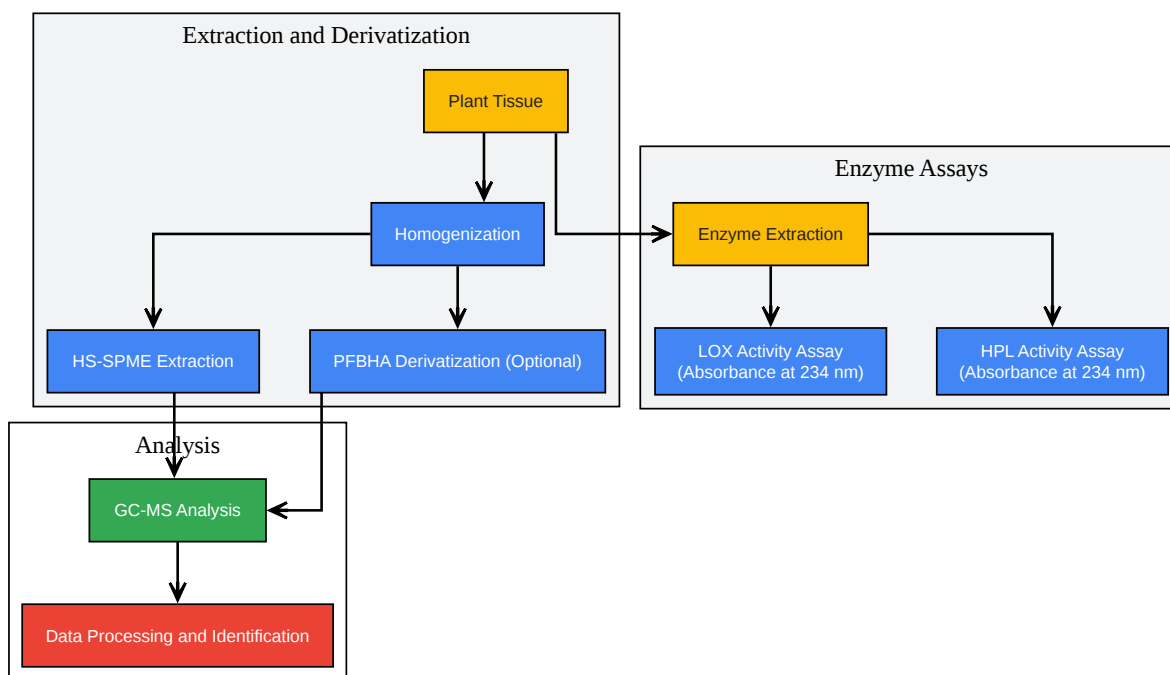 Extraction and Derivatization
Plant Tissue
Homogenization
HS-SPME Extraction
PFBHA Derivatization (Optional)
Enzyme Assays
Enzyme Extraction
LOX Activity Assay
(Absorbance at 234 nm)
HPL Activity Assay
(Absorbance at 234 nm)
Analysis
GC-MS Analysis
Data Processing and Identification